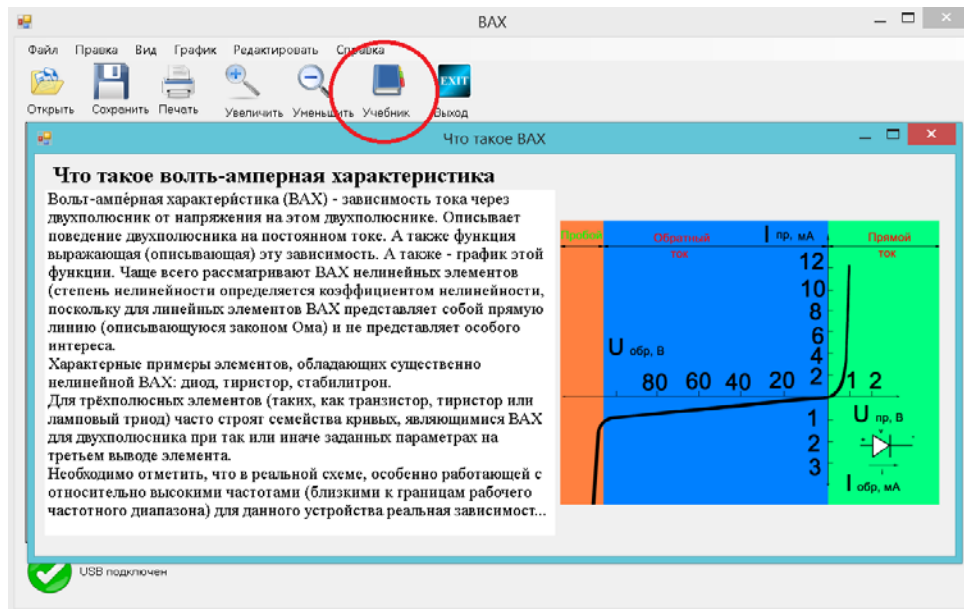 ВАХ
Файл Правка Вид График Редактировать Справка
EXIT
Открыть Сохранить Печать Увеличить Уменьшить Учебник Выход
Что такое ВАХ
Что такое волть-амперная характеристика
Вольт-ампе́рная характери́стика (ВАХ) - зависимость тока через
двухполюсник от напряжения на этом двухполюснике. Описывает
поведение двухполюсника на постоянном токе. А также функция
выражающая (описывающая) эту зависимость. А также - график этой
функции. Чаще всего рассматривают ВАХ нелинейных элементов
(степень нелинейности определяется коэффициентом нелинейности,
поскольку для линейных элементов ВАХ представляет собой прямую
линию (описывающуюся законом Ома) и не представляет особого
интереса.
Характерные примеры элементов, обладающих существенно
нелинейной ВАХ: диод, тиристор, стабилитрон.
Для трёхполюсных элементов (таких, как транзистор, тиристор или
ламповый триод) часто строят семейства кривых, являющимися ВАХ
для двухполюсника при так или иначе заданных параметрах на
третьем выводе элемента.
Необходимо отметить, что в реальной схеме, особенно работающей с
относительно высокими частотами (близкими к границам рабочего
частотного диапазона) для данного устройства реальная зависимост...
Пробой Обратный ток I пр, мА Прямой ток
12
10
8
6
4
2
U обр, В
80 60 40 20
1 2
U пр, В
1
2
3
+ -
I обр, мА
USB подключен